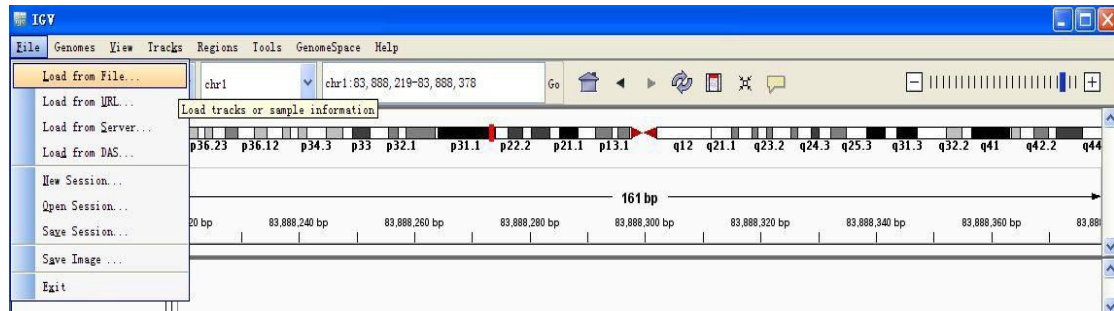 IGV
File Genomes View Tracks Regions Tools GenomeSpace Help
Load from File...
chr1 chr1:83,888,219-83,888,378 Go
Load from URL...
Load tracks or sample information
Load from Server...
Load from DAS...
p36.23 p36.12 p34.3 p33 p32.1 p31.1 p22.2 p21.1 p13.1 q12 q21.1 q23.2 q24.3 q25.3 q31.3 q32.2 q41 q42.2 q44
New Session...
Open Session...
161 bp
Save Session...
20 bp 83,888,240 bp 83,888,260 bp 83,888,280 bp 83,888,300 bp 83,888,320 bp 83,888,340 bp 83,888,360 bp 83,88
Save Image ...
Exit